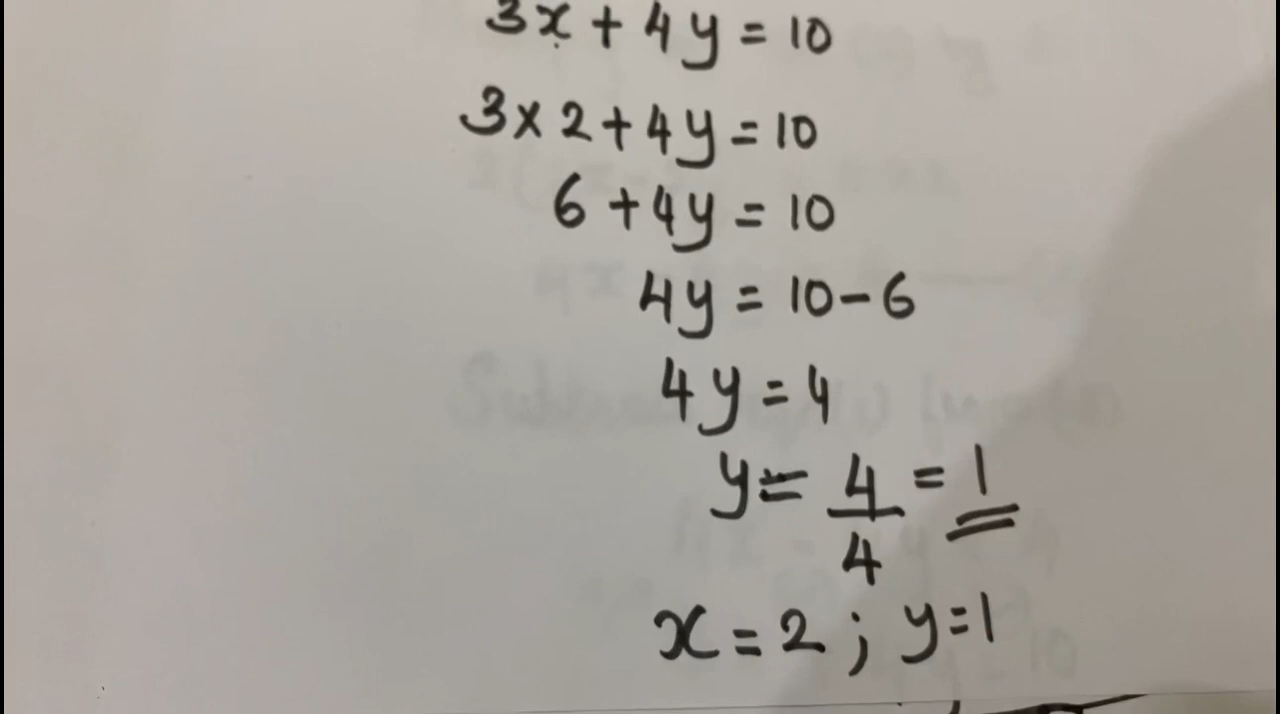 3x + 4y = 10
3 × 2 + 4y = 10
6 + 4y = 10
4y = 10 - 6
4y = 4
y = 4/4 = 1
x = 2 ; y = 1